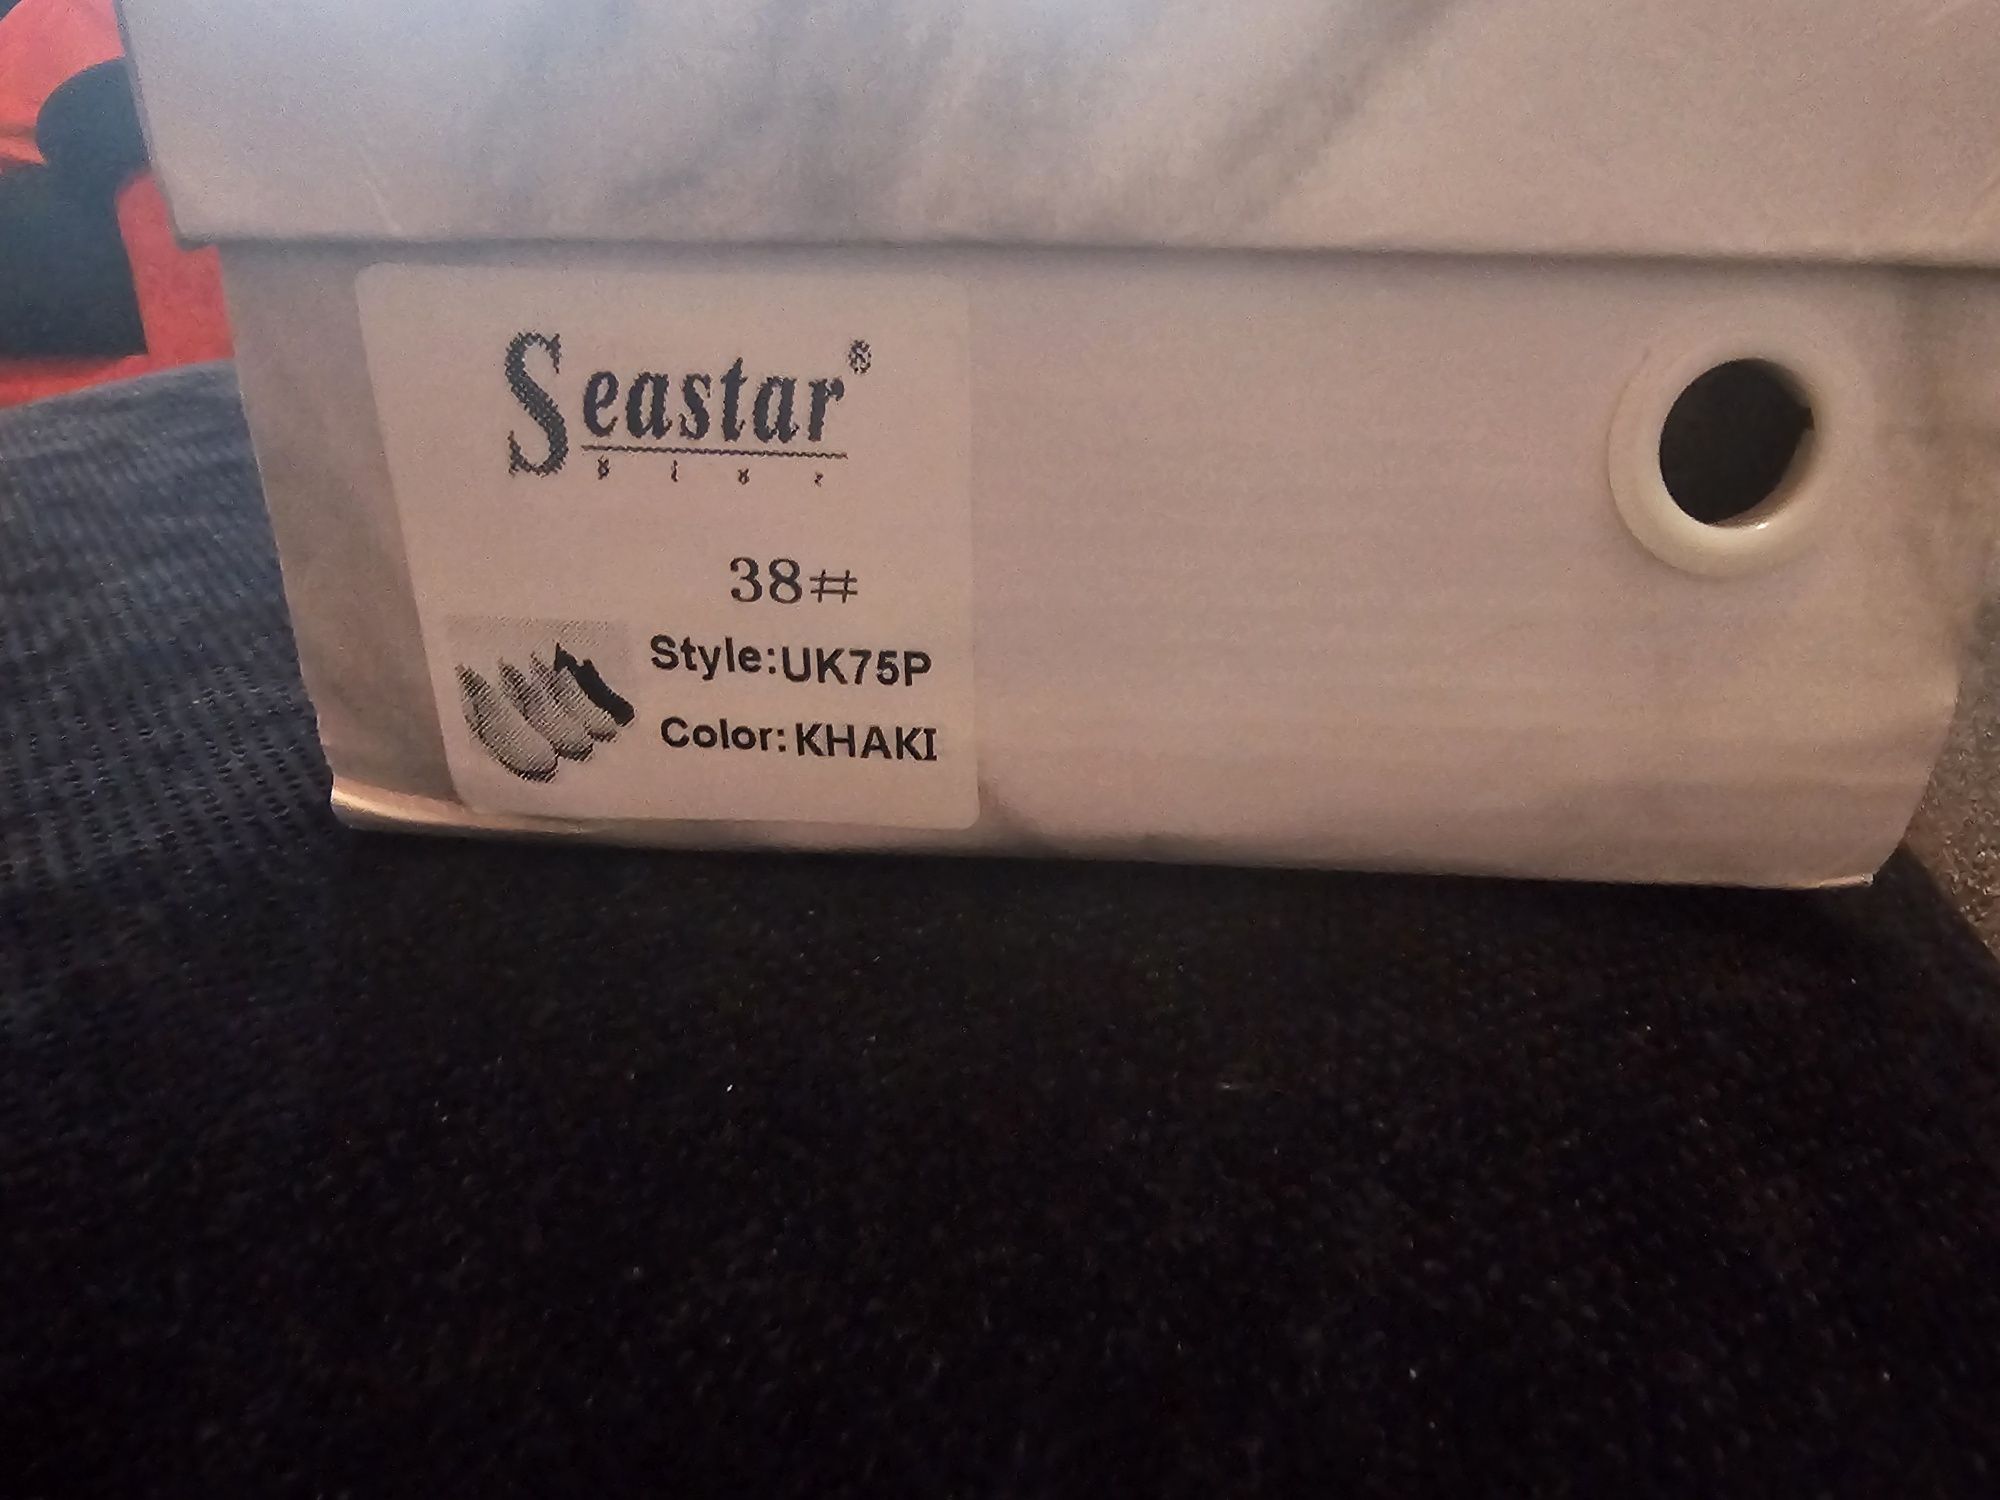 Seastar®
38#
Style:UK75P
Color:KHAKI